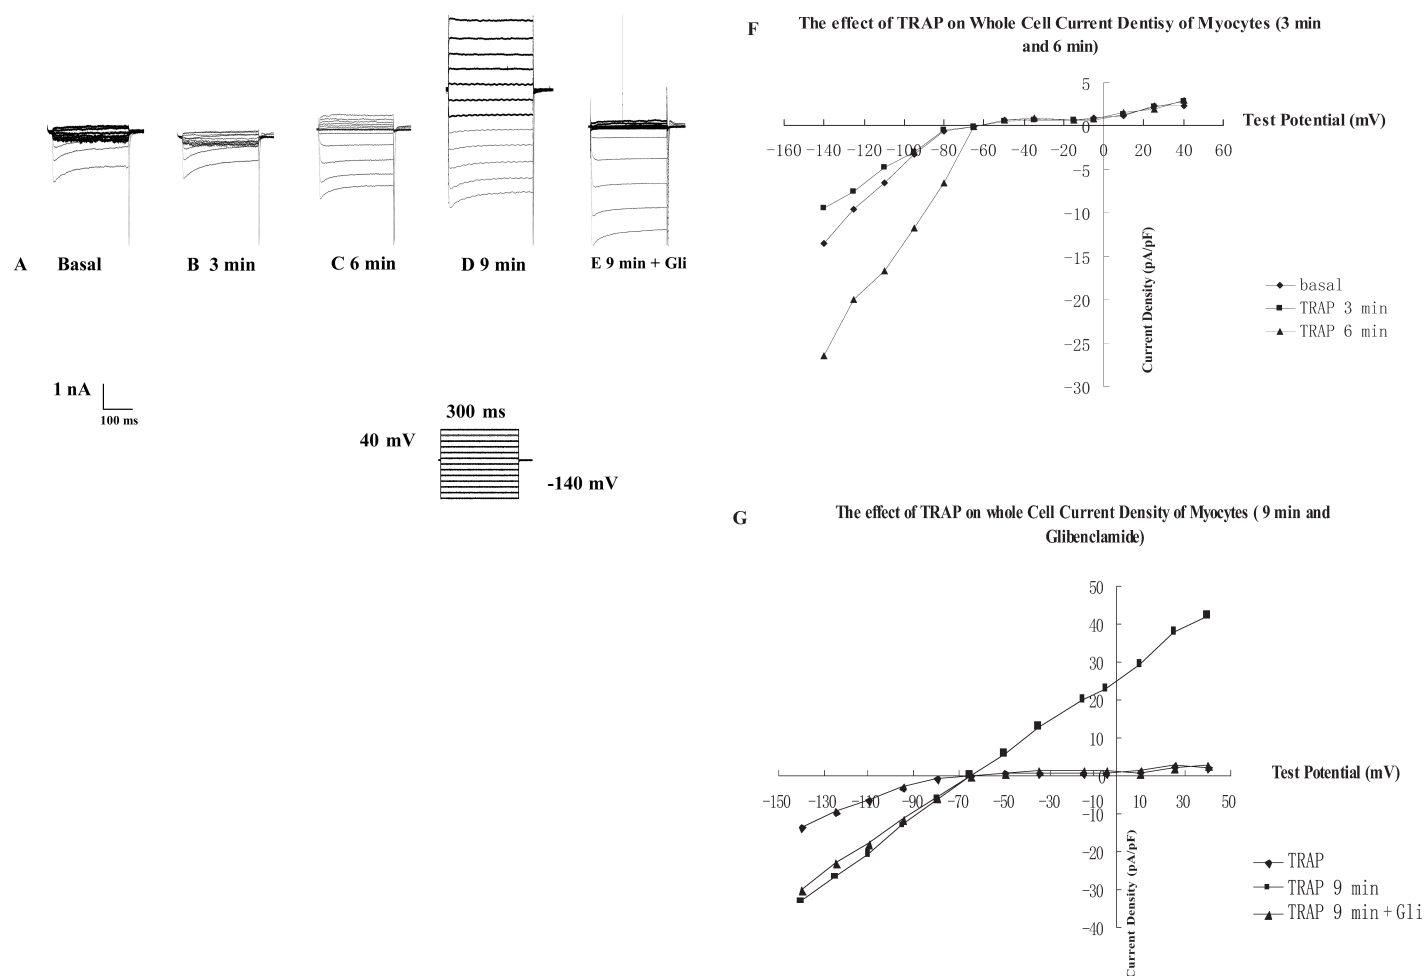 A Basal
B 3 min
C 6 min
D 9 min
E 9 min + Gli
1 nA
100 ms
300 ms
40 mV
-140 mV
F
The effect of TRAP on Whole Cell Current Dentisy of Myocytes (3 min
and 6 min)
5
0
-5
-10
-15
-20
-25
-30
-160 -140 -120 -100 -80 -60 -40 -20 0 20 40 60
Test Potential (mV)
Current Density (pA/pF)
basal
TRAP 3 min
TRAP 6 min
G
The effect of TRAP on whole Cell Current Density of Myocytes ( 9 min and
Glibenclamide)
50
40
30
20
10
0
-10
-20
-30
-40
-150 -130 -110 -90 -70 -50 -30 -10 10 30 50
Test Potential (mV)
Current Density (pA/pF)
TRAP
TRAP 9 min
TRAP 9 min + Gli